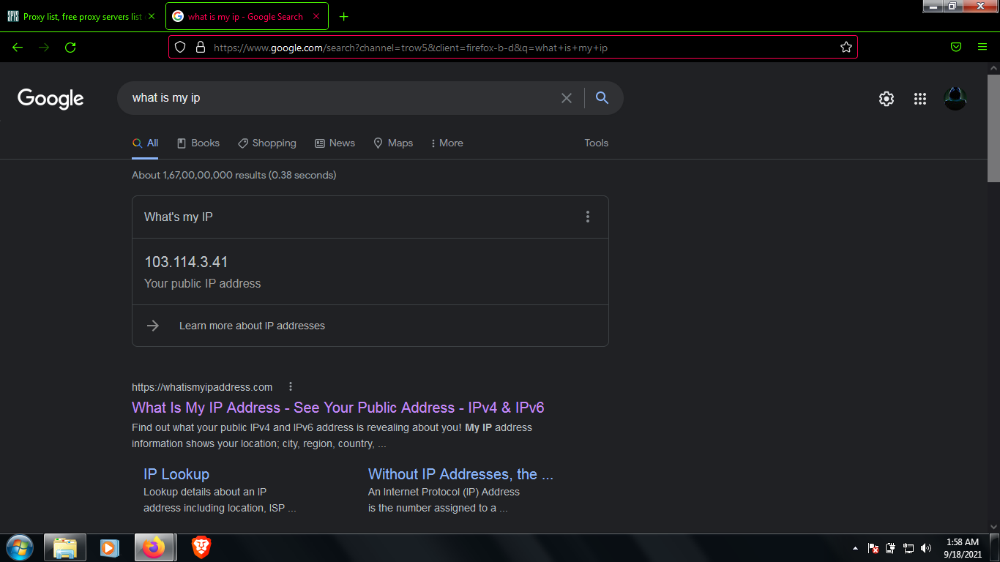 SPYS Proxy list, free proxy servers list
what is my ip - Google Search
https://www.google.com/search?channel=trow5&client=firefox-b-d&q=what+is+my+ip
Google
what is my ip
All Books Shopping News Maps More Tools
About 1,67,00,00,000 results (0.38 seconds)
What's my IP
103.114.3.41
Your public IP address
Learn more about IP addresses
https://whatismyipaddress.com
What Is My IP Address - See Your Public Address - IPv4 & IPv6
Find out what your public IPv4 and IPv6 address is revealing about you! My IP address
information shows your location; city, region, country, ...
IP Lookup
Lookup details about an IP
address including location, ISP ...
Without IP Addresses, the ...
An Internet Protocol (IP) Address
is the number assigned to a ...
1:58 AM
9/18/2021